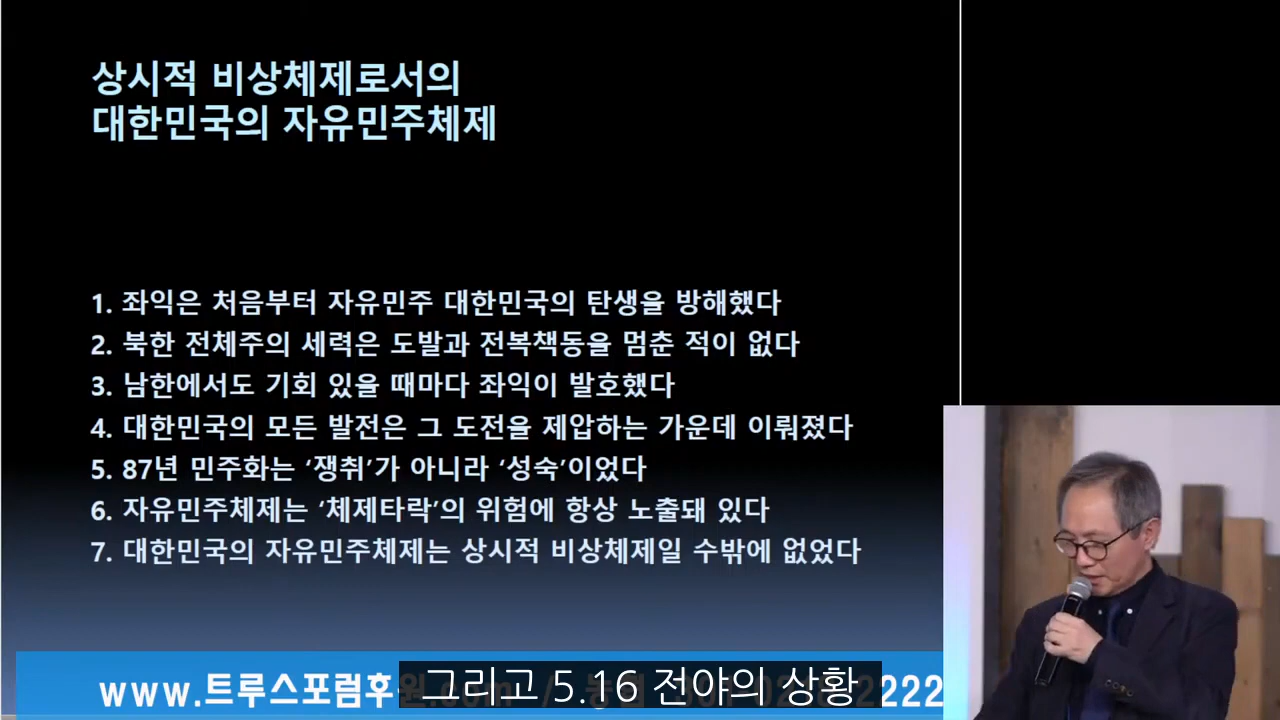 상시적 비상체제로서의
대한민국의 자유민주체제
1. 좌익은 처음부터 자유민주 대한민국의 탄생을 방해했다
2. 북한 전체주의 세력은 도발과 전복책동을 멈춘 적이 없다
3. 남한에서도 기회 있을 때마다 좌익이 발호했다
4. 대한민국의 모든 발전은 그 도전을 제압하는 가운데 이뤄졌다
5. 87년 민주화는 ‘쟁취’가 아니라 ‘성숙’이었다
6. 자유민주체제는 ‘체제타락’의 위험에 항상 노출돼 있다
7. 대한민국의 자유민주체제는 상시적 비상체제일 수밖에 없었다
www.트루스포럼후원.com /
그리고 5.16 전야의 상황